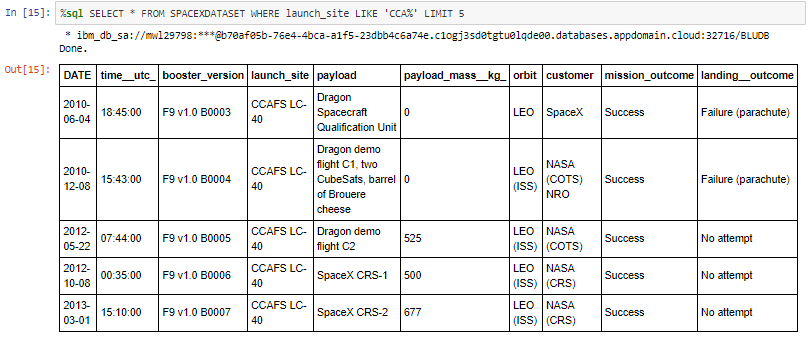 In [15]: %sql SELECT * FROM SPACEXDATASET WHERE launch_site LIKE 'CCA%' LIMIT 5
* ibm_db_sa://mwl29798:***@b70af05b-76e4-4bca-a1f5-23dbb4c6a74e.c1ogj3sd0tgtu0lqde00.databases.appdomain.cloud:32716/BLUDB
Done.
Out[15]:
DATE time__utc_ booster_version launch_site payload payload_mass__kg_ orbit customer mission_outcome landing__outcome
2010-
06-04
18:45:00
F9 v1.0 B0003
CCAFS LC-
40
Dragon
Spacecraft
Qualification Unit
0
LEO
SpaceX
Success
Failure (parachute)
2010-
12-08
15:43:00
F9 v1.0 B0004
CCAFS LC-
40
Dragon demo
flight C1, two
CubeSats, barrel
of Brouere
cheese
0
LEO
(ISS)
NASA
(COTS)
NRO
Success
Failure (parachute)
2012-
05-22
07:44:00
F9 v1.0 B0005
CCAFS LC-
40
Dragon demo
flight C2
525
LEO
(ISS)
NASA
(COTS)
Success
No attempt
2012-
10-08
00:35:00
F9 v1.0 B0006
CCAFS LC-
40
SpaceX CRS-1
500
LEO
(ISS)
NASA
(CRS)
Success
No attempt
2013-
03-01
15:10:00
F9 v1.0 B0007
CCAFS LC-
40
SpaceX CRS-2
677
LEO
(ISS)
NASA
(CRS)
Success
No attempt